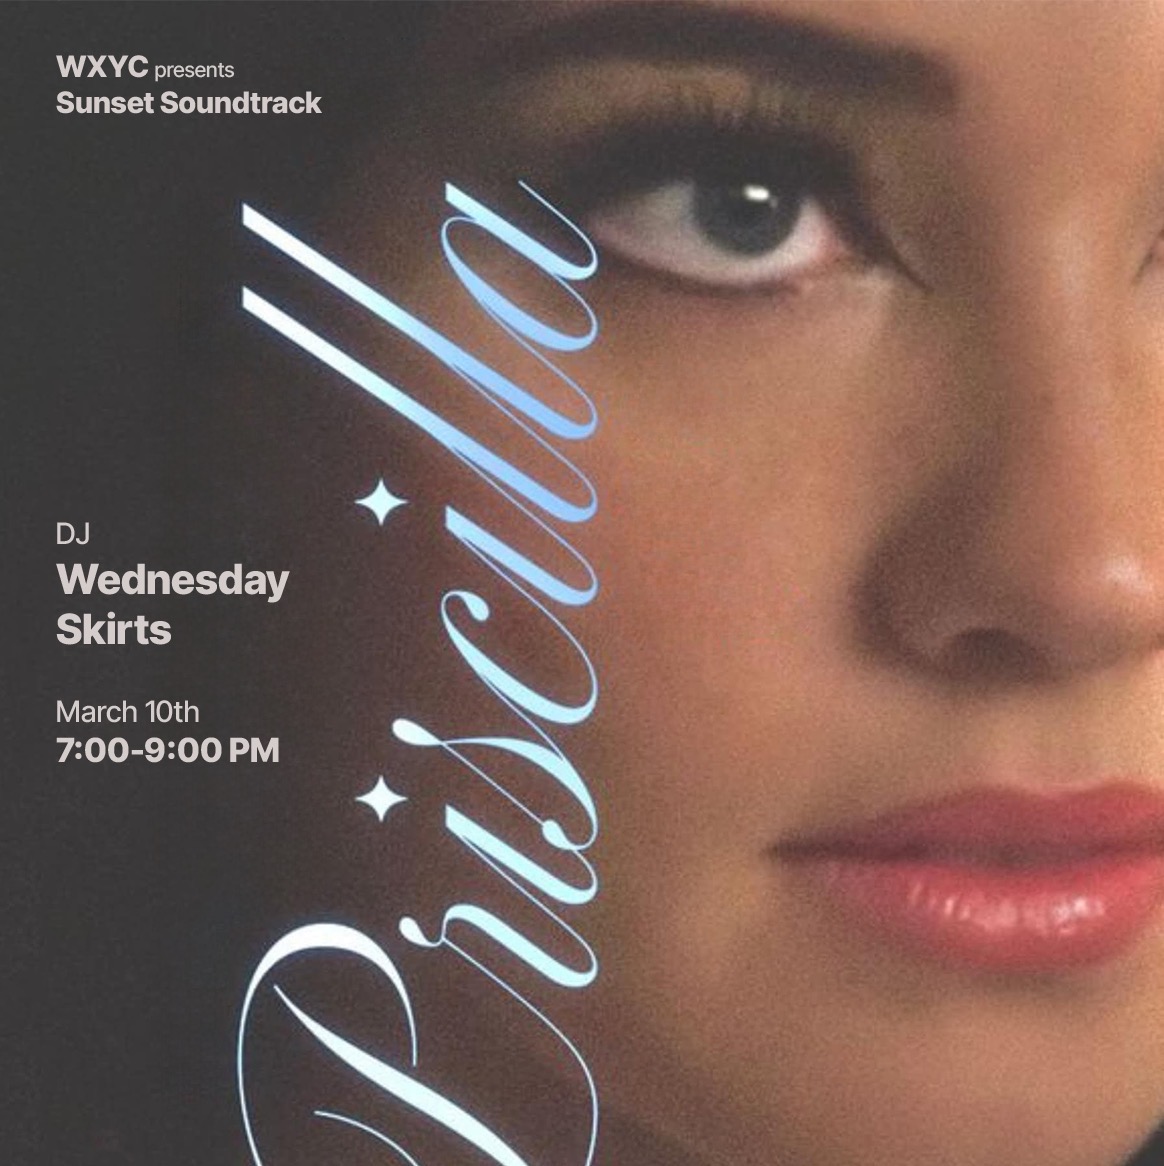 WXYC presents
Sunset Soundtrack
Priscilla
DJ
Wednesday
Skirts
March 10th
7:00-9:00 PM